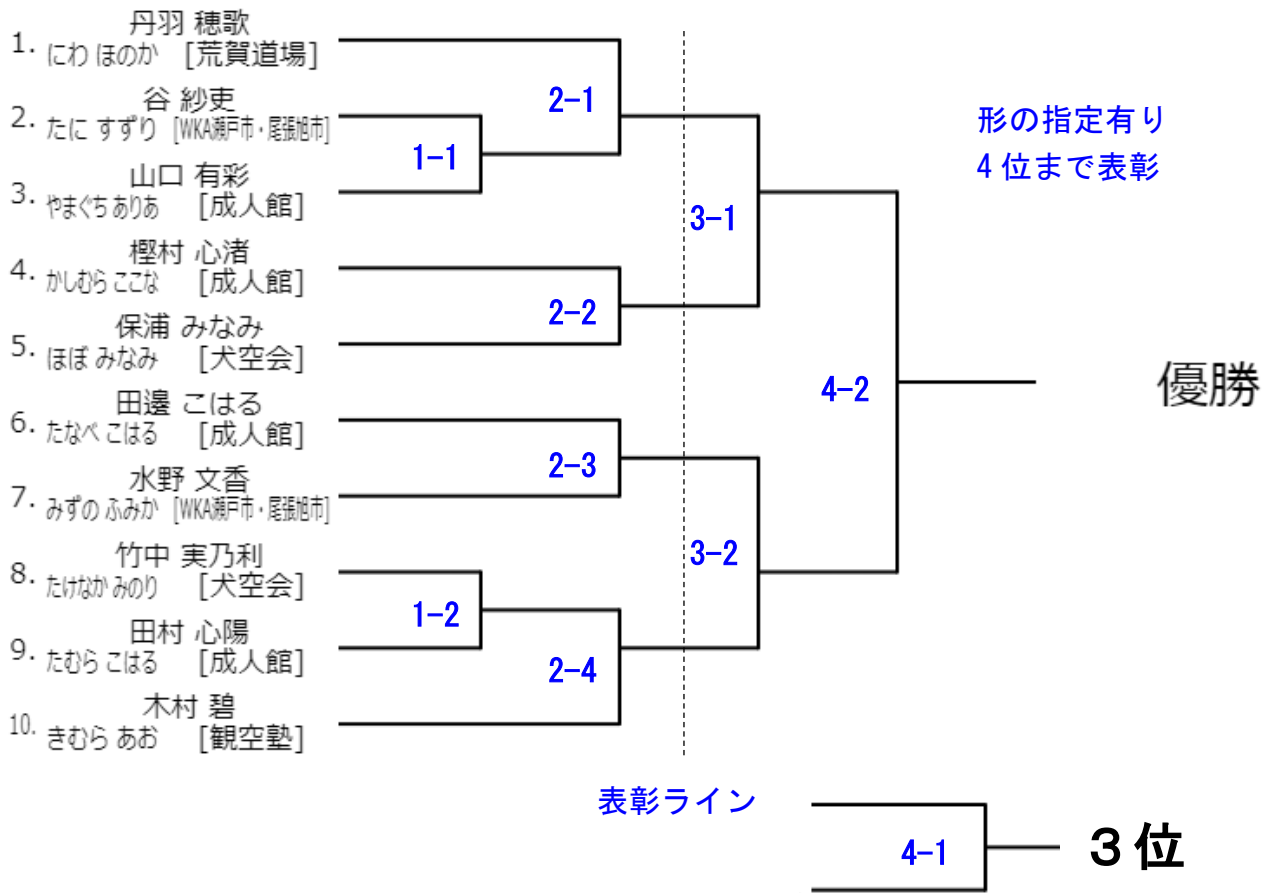 丹羽 穂歌
1. にわ ほのか [荒賀道場]
谷 紗吏
2. たに すずり [WKA瀬戸市・尾張旭市]
山口 有彩
3. やまぐち ありあ [成人館]
樫村 心渚
4. かしむら ここな [成人館]
保浦 みなみ
5. ほぼ みなみ [犬空会]
田邊 こはる
6. たなべ こはる [成人館]
水野 文香
7. みずの ふみか [WKA瀬戸市・尾張旭市]
竹中 実乃利
8. たけなか みのり [犬空会]
田村 心陽
9. たむら こはる [成人館]
木村 碧
10. きむら あお [観空塾]
1-1
1-2
2-1
2-2
2-3
2-4
3-1
3-2
4-2
形の指定有り
4位まで表彰
優勝
表彰ライン
4-1
３位